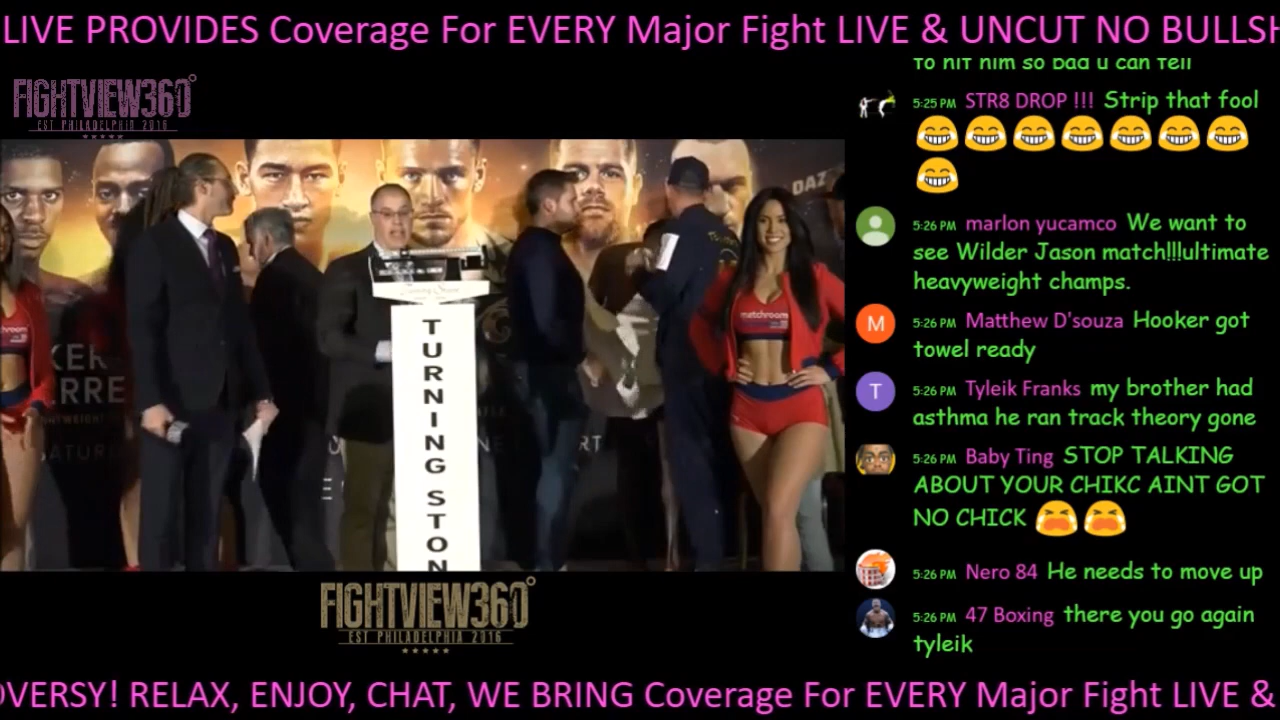 LIVE PROVIDES Coverage For EVERY Major Fight LIVE & UNCUT NO BULLSH
FIGHTVIEW360°
EST PHILADELPHIA 2016
to hit him so bad u can tell
5:25 PM STR8 DROP !!! Strip that fool
5:26 PM marlon yucamco We want to
see Wilder Jason match!!!ultimate
heavyweight champs.
M
5:26 PM Matthew D'souza Hooker got
towel ready
T
5:26 PM Tyleik Franks my brother had
asthma he ran track theory gone
5:26 PM Baby Ting STOP TALKING
ABOUT YOUR CHIKC AINT GOT
NO CHICK
5:26 PM Nero 84 He needs to move up
5:26 PM 47 Boxing there you go again
tyleik
DAZ
matchroom
KER
RRE
TURNING STON
FIGHTVIEW360°
EST PHILADELPHIA 2016
OVERSY! RELAX, ENJOY, CHAT, WE BRING Coverage For EVERY Major Fight LIVE &